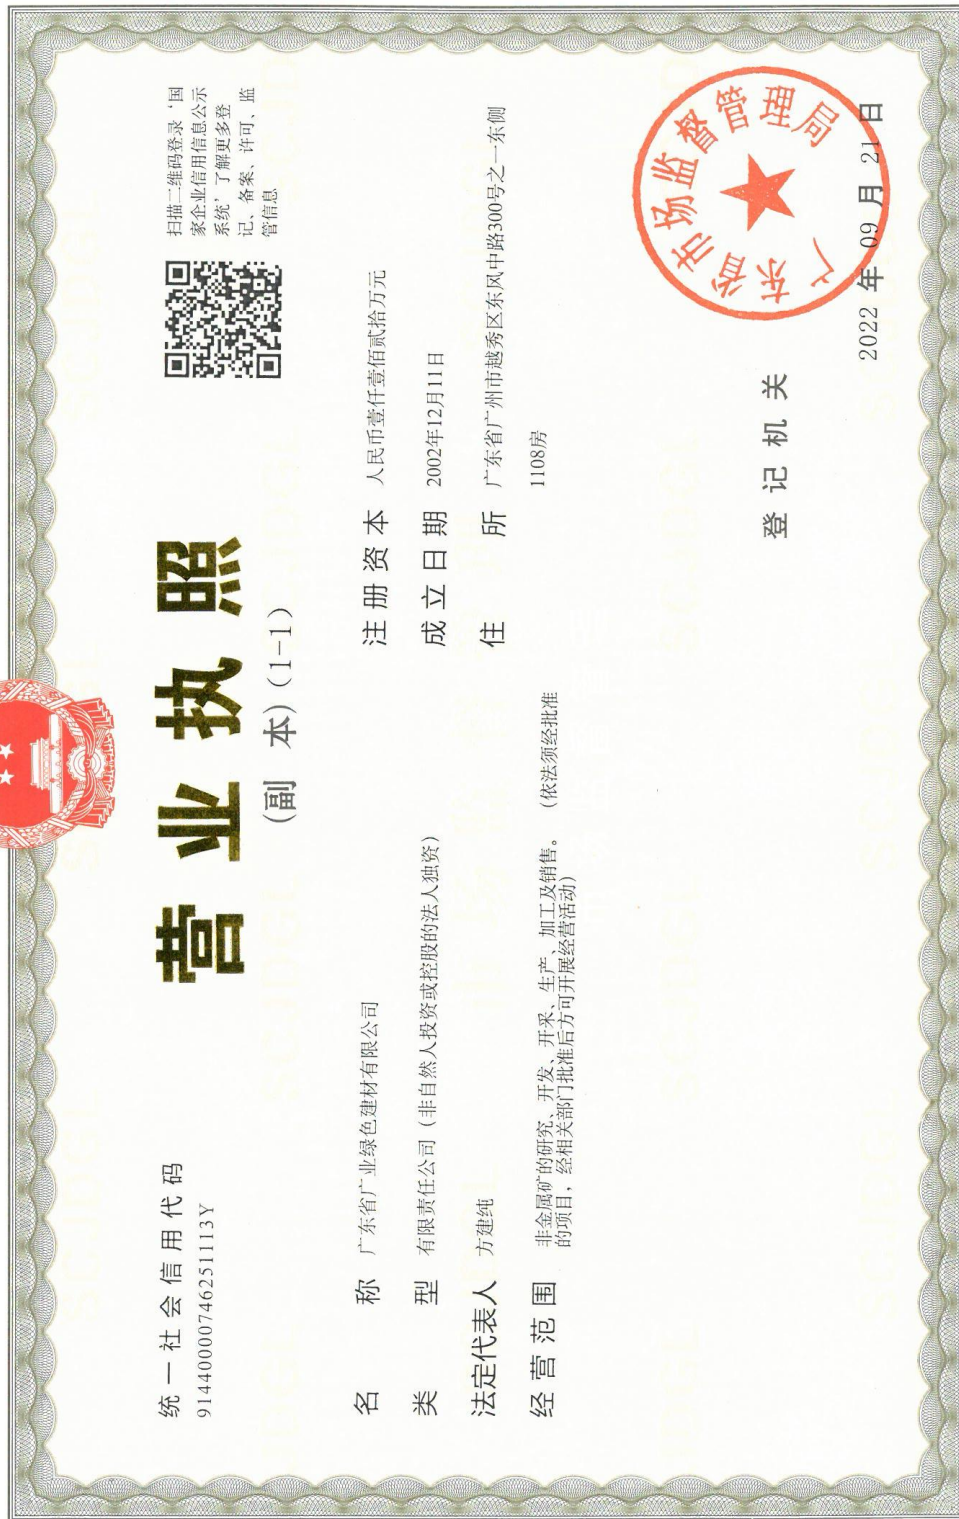 统一社会信用代码
91440000746251113Y
营业执照
(副 本)(1-1)
扫描二维码登录‘国
家企业信用信息公示
系统’了解更多登
记、备案、许可、监
管信息
名 称 广东省广业绿色建材有限公司
类 型 有限责任公司(非自然人投资或控股的法人独资)
法定代表人 方建纯
经营范围 非金属矿的研究、开发、开采、生产、加工及销售。(依法须经批准
的项目,经相关部门批准后方可开展经营活动)
注册资本 人民币壹仟壹佰贰拾万元
成立日期 2002年12月11日
住 所 广东省广州市越秀区东风中路300号之一东侧
1108房
登记机关
广东省市场监督管理局
2022 年 09 月 21 日